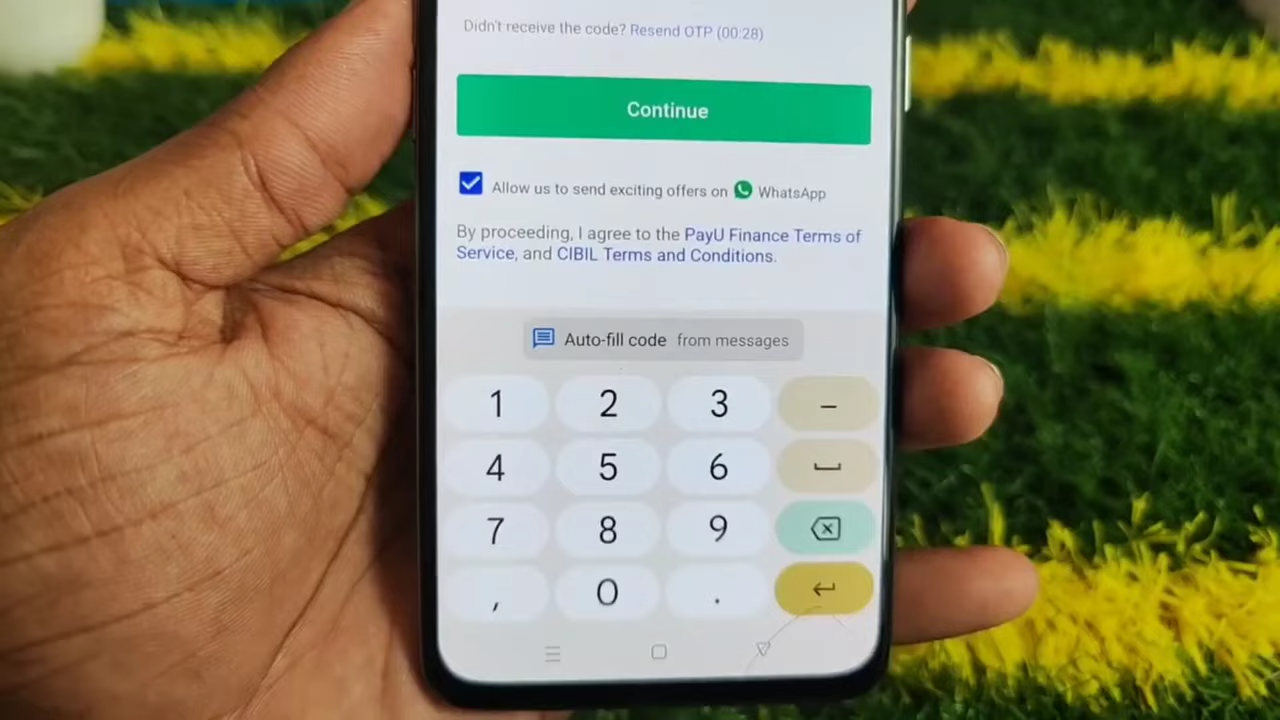 Didn't receive the code? Resend OTP (00:28)
Continue
Allow us to send exciting offers on WhatsApp
By proceeding, I agree to the PayU Finance Terms of
Service, and CIBIL Terms and Conditions.
Auto-fill code from messages
1 2 3 –
4 5 6
7 8 9
, 0 .